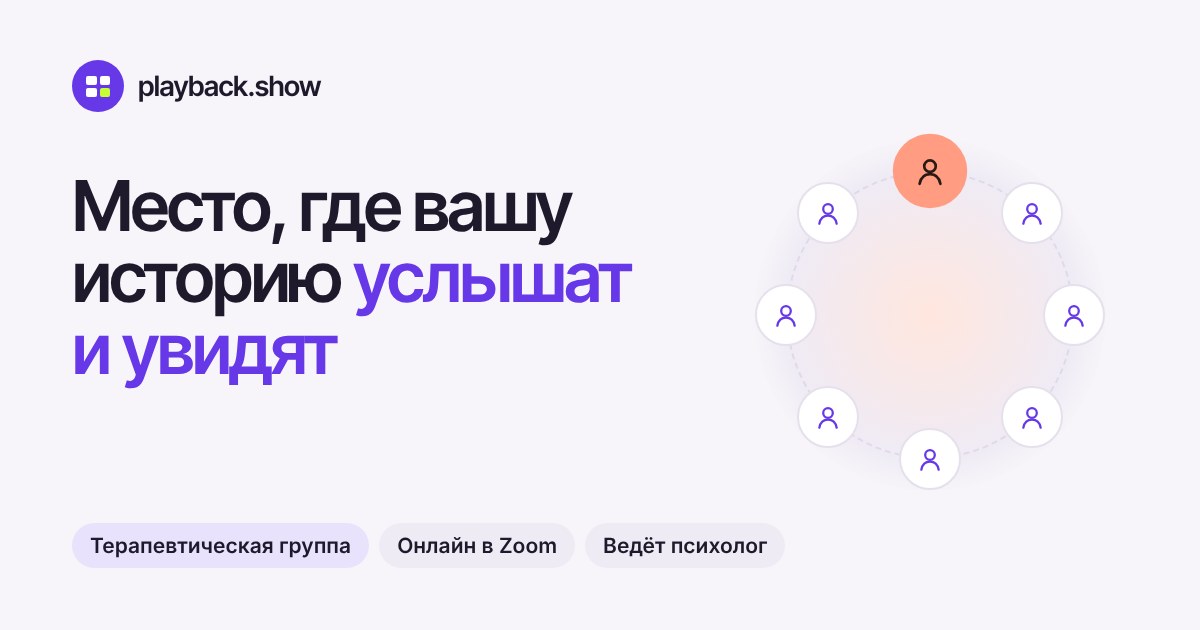 playback.show
Место, где вашу
историю услышат
и увидят
Терапевтическая группа
Онлайн в Zoom
Ведёт психолог